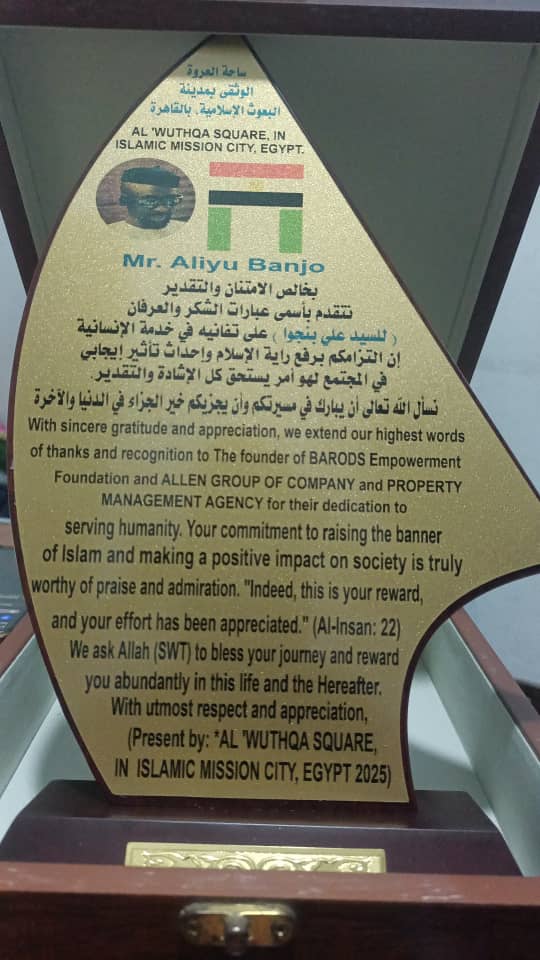 ساحة العروة
الوثقى بمدينة
البعوث الإسلامية، بالقاهرة
AL 'WUTHQA SQUARE, IN
ISLAMIC MISSION CITY, EGYPT.
Mr. Aliyu Banjo
بخالص الامتنان والتقدير
نتقدم بأسمى عبارات الشكر والعرفان
( للسيد علي بنجوا ) على تفانيه في خدمة الإنسانية
إن التزامكم برفع راية الإسلام وإحداث تأثير إيجابي
في المجتمع لهو أمر يستحق كل الإشادة والتقدير.
نسأل الله تعالى أن يبارك في مسيرتكم وأن يجزيكم خير الجزاء في الدنيا والآخرة
With sincere gratitude and appreciation, we extend our highest words
of thanks and recognition to The founder of BARODS Empowerment
Foundation and ALLEN GROUP OF COMPANY and PROPERTY
MANAGEMENT AGENCY for their dedication to
serving humanity. Your commitment to raising the banner
of Islam and making a positive impact on society is truly
worthy of praise and admiration. "Indeed, this is your reward,
and your effort has been appreciated." (Al-Insan: 22)
We ask Allah (SWT) to bless your journey and reward
you abundantly in this life and the Hereafter.
With utmost respect and appreciation,
(Present by: *AL 'WUTHQA SQUARE,
IN ISLAMIC MISSION CITY, EGYPT 2025)